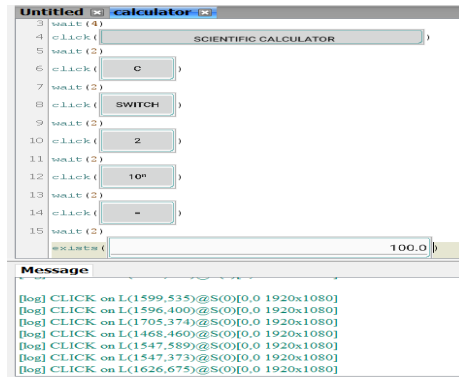 Untitled calculator
3 wait(4)
4 click( SCIENTIFIC CALCULATOR )
5 wait(2)
6 click( C )
7 wait(2)
8 click( SWITCH )
9 wait(2)
10 click( 2 )
11 wait(2)
12 click( 10ⁿ )
13 wait(2)
14 click( = )
15 wait(2)
exists( 100.0 )
Message
[log] CLICK on L(1599,535)@S(0)[0,0 1920x1080]
[log] CLICK on L(1596,400)@S(0)[0,0 1920x1080]
[log] CLICK on L(1705,374)@S(0)[0,0 1920x1080]
[log] CLICK on L(1468,460)@S(0)[0,0 1920x1080]
[log] CLICK on L(1547,589)@S(0)[0,0 1920x1080]
[log] CLICK on L(1547,373)@S(0)[0,0 1920x1080]
[log] CLICK on L(1626,675)@S(0)[0,0 1920x1080]